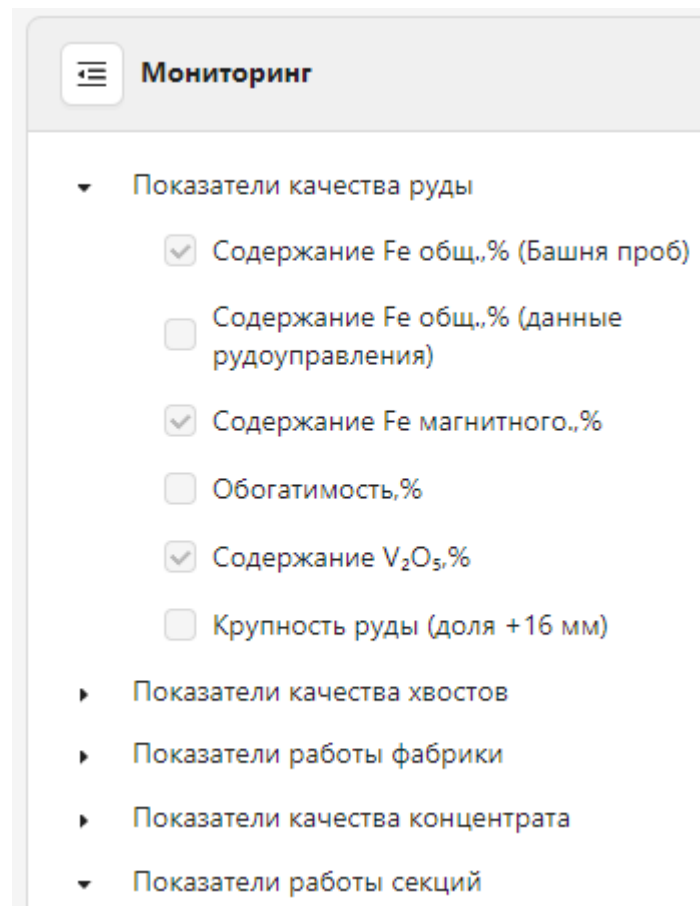 Мониторинг
Показатели качества руды
Содержание Fe общ.,% (Башня проб)
Содержание Fe общ.,% (данные
рудоуправления)
Содержание Fe магнитного.,%
Обогатимость,%
Содержание V₂O₅,%
Крупность руды (доля +16 мм)
Показатели качества хвостов
Показатели работы фабрики
Показатели качества концентрата
Показатели работы секций